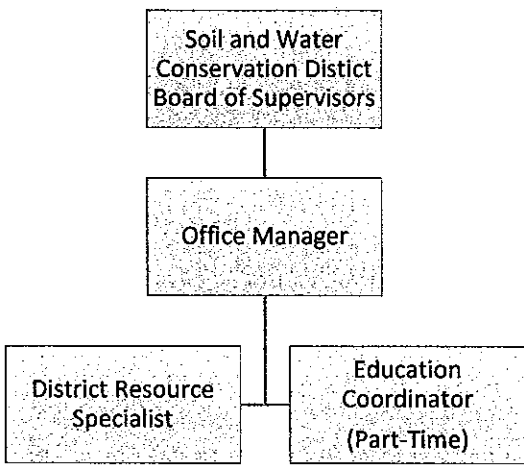 Soil and Water
Conservation Distict
Board of Supervisors
Office Manager
District Resource
Specialist
Education
Coordinator
(Part-Time)